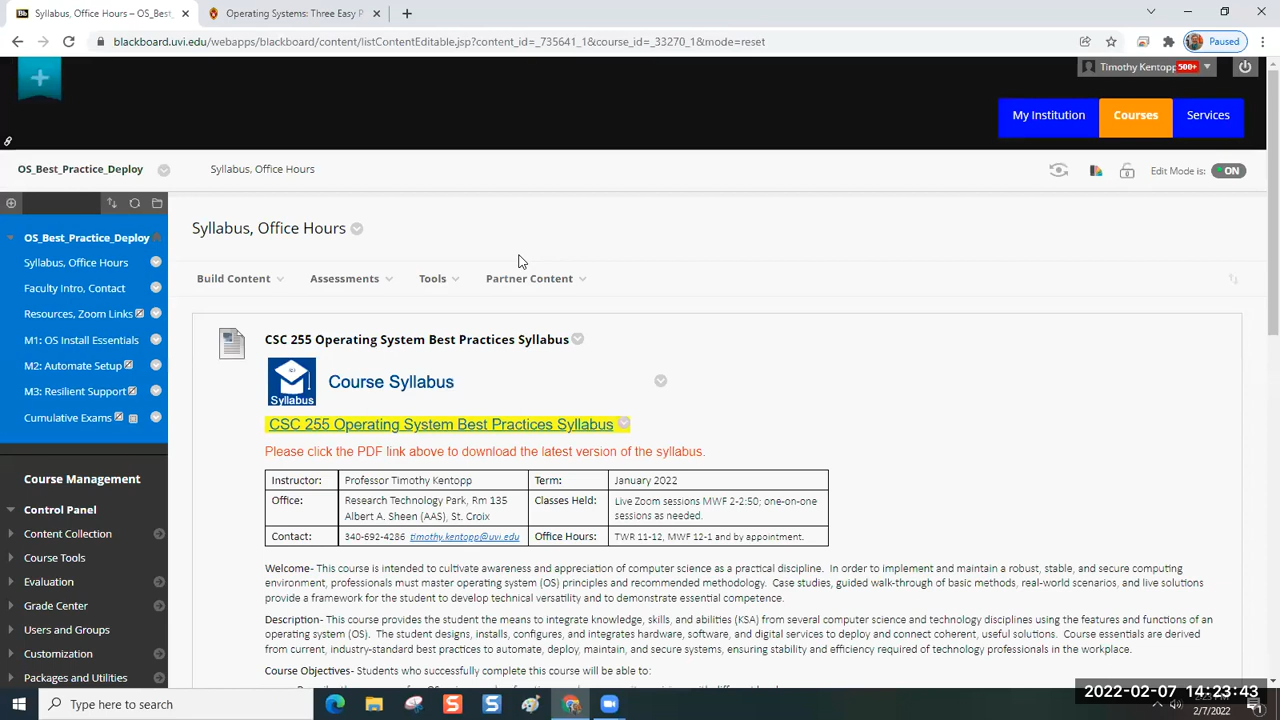 Syllabus, Office Hours – OS_Bes
Operating Systems: Three Easy P
blackboard.uvi.edu/webapps/blackboard/content/listContentEditable.jsp?content_id=_735641_1&course_id=_33270_1&mode=reset
Paused
Timothy Kentopp 500+
My Institution
Courses
Services
OS_Best_Practice_Deploy
Syllabus, Office Hours
Edit Mode is: ON
OS_Best_Practice_Deploy
Syllabus, Office Hours
Faculty Intro, Contact
Resources, Zoom Links
M1: OS Install Essentials
M2: Automate Setup
M3: Resilient Support
Cumulative Exams
Course Management
Control Panel
Content Collection
Course Tools
Evaluation
Grade Center
Users and Groups
Customization
Packages and Utilities
Syllabus, Office Hours
Build Content
Assessments
Tools
Partner Content
CSC 255 Operating System Best Practices Syllabus
Syllabus
Course Syllabus
CSC 255 Operating System Best Practices Syllabus
Please click the PDF link above to download the latest version of the syllabus.
Instructor: Professor Timothy Kentopp Term: January 2022
Office: Research Technology Park, Rm 135 Albert A. Sheen (AAS), St. Croix Classes Held: Live Zoom sessions MWF 2-2:50; one-on-one sessions as needed.
Contact: 340-692-4286 timothy.kentopp@uvi.edu Office Hours: TWR 11-12, MWF 12-1 and by appointment.
Welcome- This course is intended to cultivate awareness and appreciation of computer science as a practical discipline. In order to implement and maintain a robust, stable, and secure computing
environment, professionals must master operating system (OS) principles and recommended methodology. Case studies, guided walk-through of basic methods, real-world scenarios, and live solutions
provide a framework for the student to develop technical versatility and to demonstrate essential competence.
Description- This course provides the student the means to integrate knowledge, skills, and abilities (KSA) from several computer science and technology disciplines using the features and functions of an
operating system (OS). The student designs, installs, configures, and integrates hardware, software, and digital services to deploy and connect coherent, useful solutions. Course essentials are derived
from current, industry-standard best practices to automate, deploy, maintain, and secure systems, ensuring stability and efficiency required of technology professionals in the workplace.
Course Objectives- Students who successfully complete this course will be able to:
Type here to search
2022-02-07 14:23:43
2/7/2022